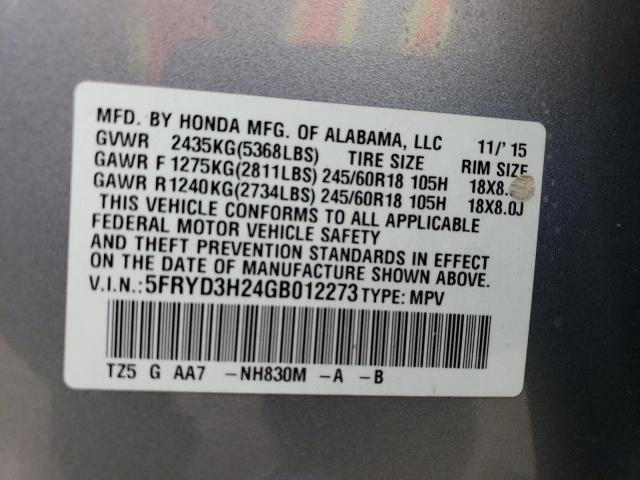 MFD. BY HONDA MFG. OF ALABAMA, LLC 11/'15
GVWR 2435KG(5368LBS) TIRE SIZE RIM SIZE
GAWR F 1275KG(2811LBS) 245/60R18 105H 18X8.
GAWR R1240KG(2734LBS) 245/60R18 105H 18X8.0J
THIS VEHICLE CONFORMS TO ALL APPLICABLE
FEDERAL MOTOR VEHICLE SAFETY
AND THEFT PREVENTION STANDARDS IN EFFECT
ON THE DATE OF MANUFACTURE SHOWN ABOVE.
V.I.N.:5FRYD3H24GB012273 TYPE: MPV
TZ5 G AA7 -NH830M -A -B